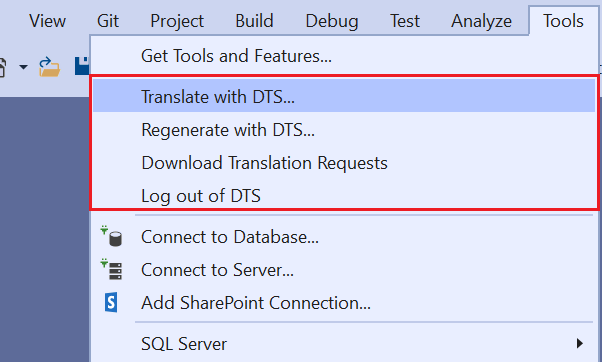 View Git Project Build Debug Test Analyze Tools
Get Tools and Features...
Translate with DTS...
Regenerate with DTS...
Download Translation Requests
Log out of DTS
Connect to Database...
Connect to Server...
Add SharePoint Connection...
SQL Server